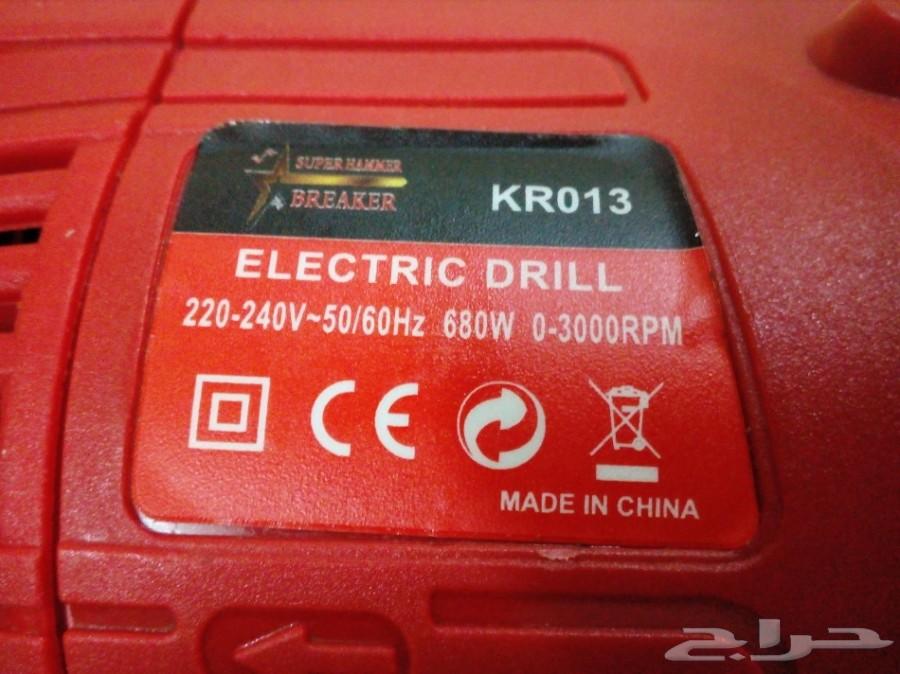 SUPER HAMMER
BREAKER
KR013
ELECTRIC DRILL
220-240V~50/60Hz 680W 0-3000RPM
CE
MADE IN CHINA
حراج